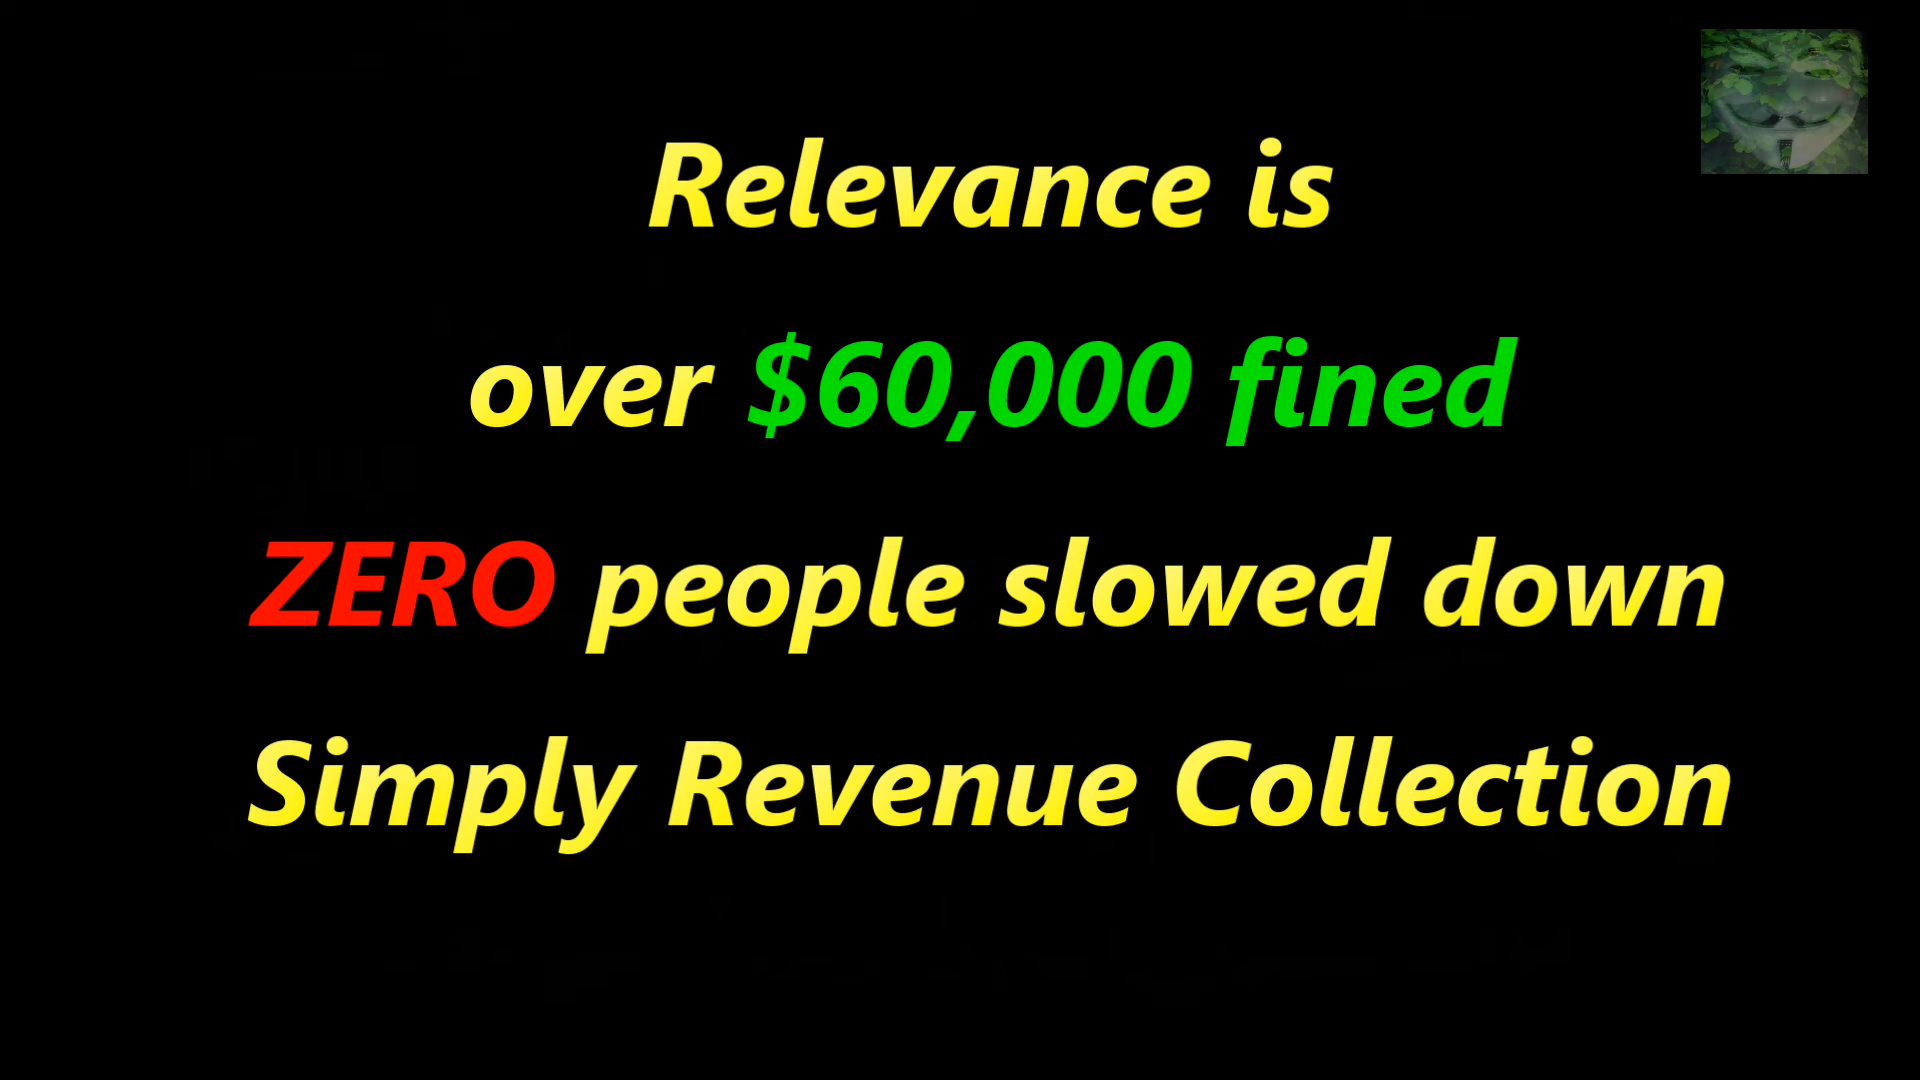 Relevance is
over $60,000 fined
ZERO people slowed down
Simply Revenue Collection